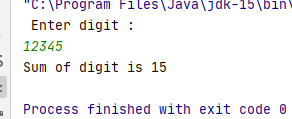 "C:\Program Files\Java\jdk-15\bin\
Enter digit :
12345
Sum of digit is 15
Process finished with exit code 0